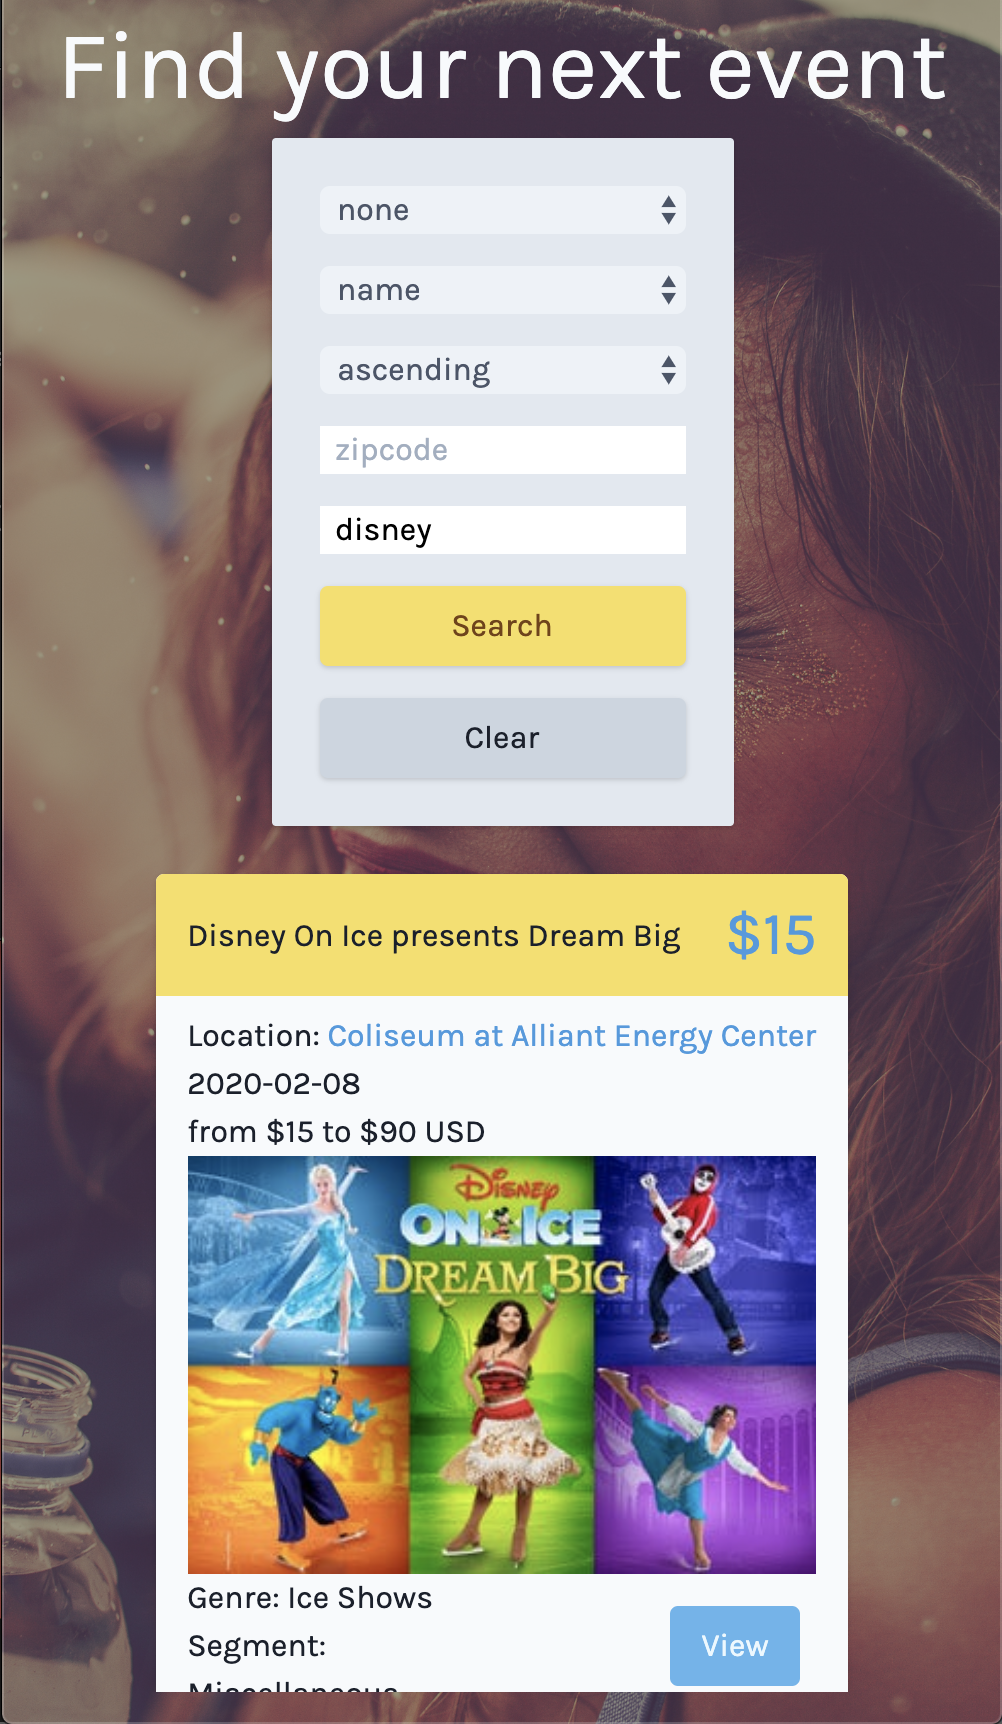 Find your next event
none
name
ascending
zipcode
disney
Search
Clear
Disney On Ice presents Dream Big
$15
Location: Coliseum at Alliant Energy Center
2020-02-08
from $15 to $90 USD
Disney
ON ICE
DREAM BIG
Genre: Ice Shows
Segment:
Miscellaneous
View